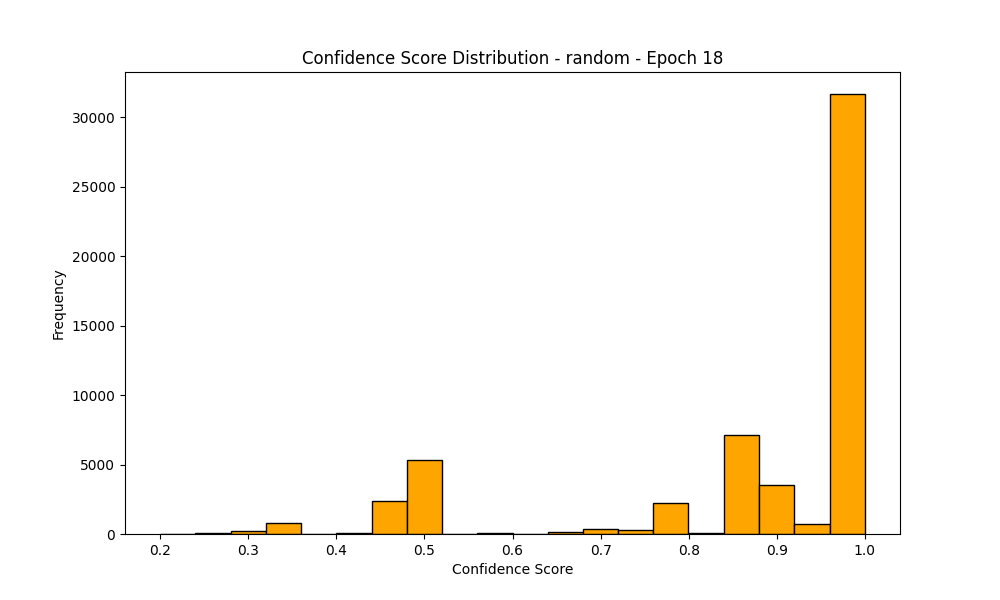 Confidence Score Distribution - random - Epoch 18
Frequency
30000
25000
20000
15000
10000
5000
0
0.2 0.3 0.4 0.5 0.6 0.7 0.8 0.9 1.0
Confidence Score